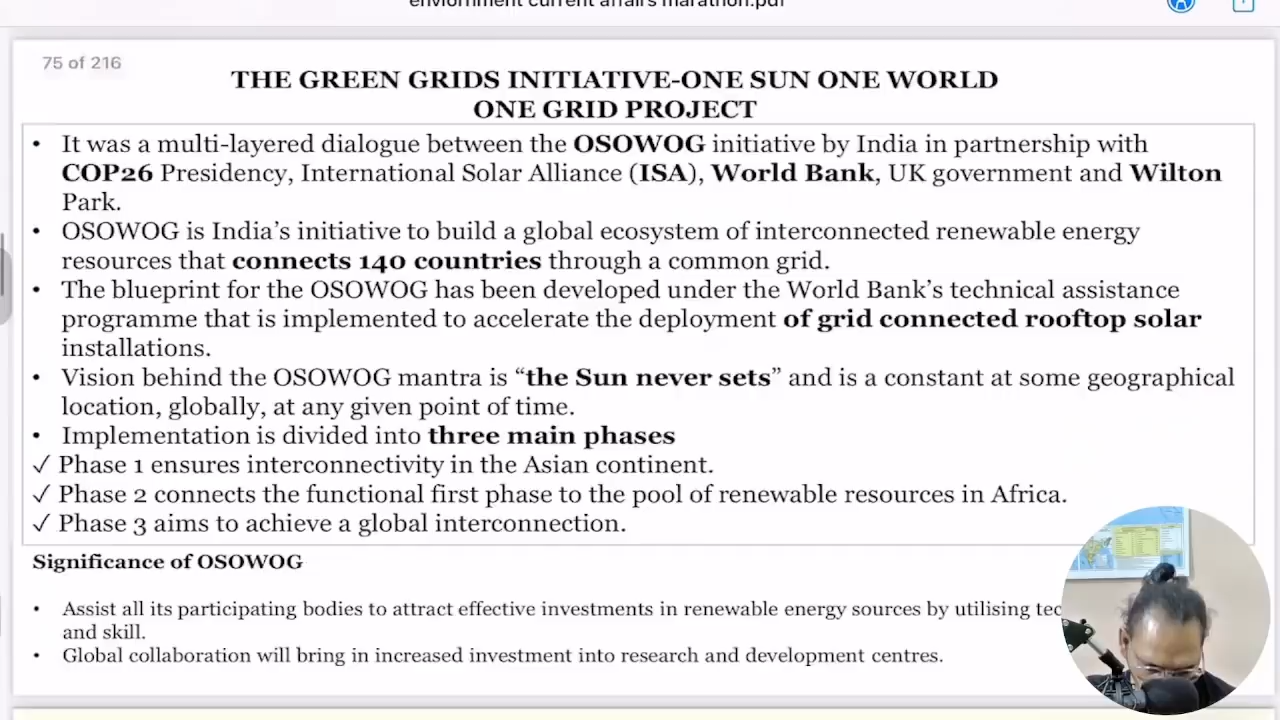 enviornment current affairs marathon.pdf
75 of 216
THE GREEN GRIDS INITIATIVE-ONE SUN ONE WORLD
ONE GRID PROJECT
• It was a multi-layered dialogue between the OSOWOG initiative by India in partnership with
COP26 Presidency, International Solar Alliance (ISA), World Bank, UK government and Wilton
Park.
• OSOWOG is India's initiative to build a global ecosystem of interconnected renewable energy
resources that connects 140 countries through a common grid.
• The blueprint for the OSOWOG has been developed under the World Bank's technical assistance
programme that is implemented to accelerate the deployment of grid connected rooftop solar
installations.
• Vision behind the OSOWOG mantra is “the Sun never sets” and is a constant at some geographical
location, globally, at any given point of time.
• Implementation is divided into three main phases
✓ Phase 1 ensures interconnectivity in the Asian continent.
✓ Phase 2 connects the functional first phase to the pool of renewable resources in Africa.
✓ Phase 3 aims to achieve a global interconnection.
Significance of OSOWOG
• Assist all its participating bodies to attract effective investments in renewable energy sources by utilising
and skill.
• Global collaboration will bring in increased investment into research and development centres.